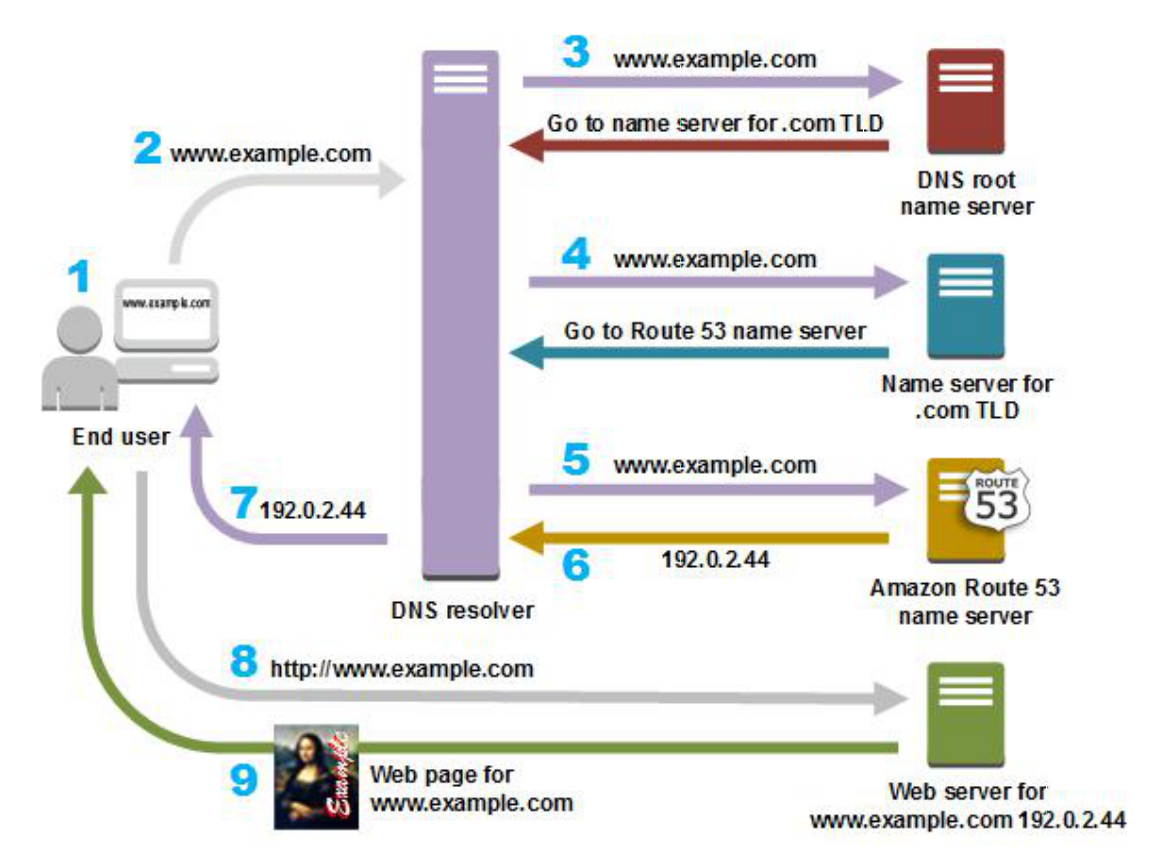 3 www.example.com
Go to name server for .com TLD
DNS root
name server
2 www.example.com
4 www.example.com
Go to Route 53 name server
Name server for
.com TLD
1
www.example.com
End user
5 www.example.com
ROUTE
53
6 192.0.2.44
Amazon Route 53
name server
7 192.0.2.44
DNS resolver
8 http://www.example.com
9
Example
Web page for
www.example.com
Web server for
www.example.com 192.0.2.44